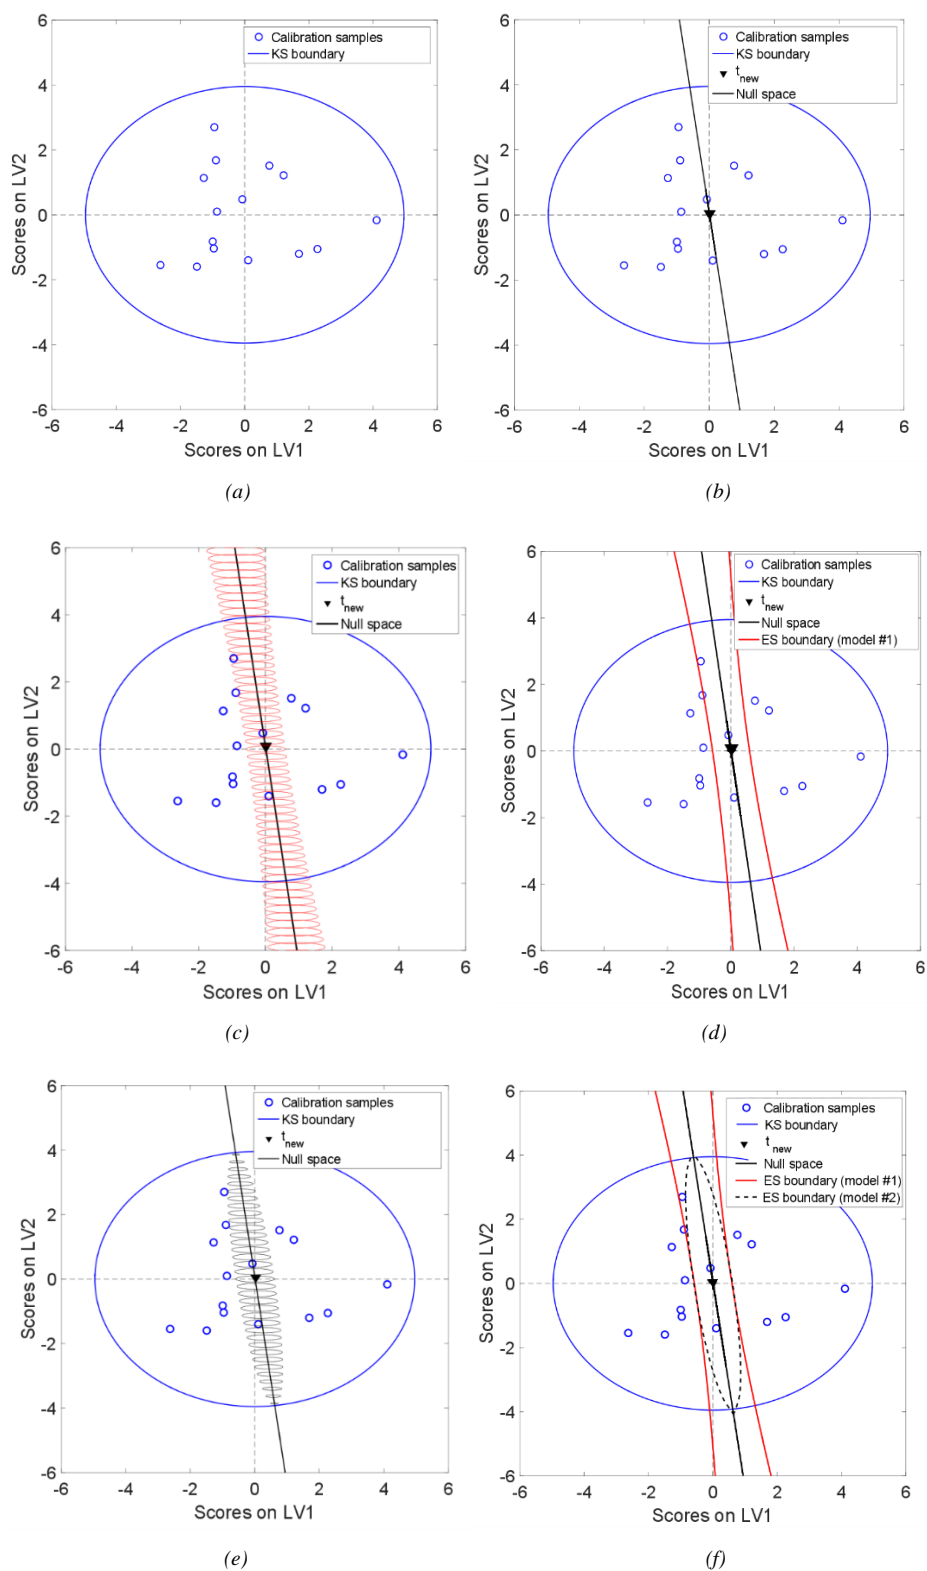 6
4
2
0
-2
-4
-6
-6 -4 -2 0 2 4 6
Scores on LV2
Scores on LV1
Calibration samples
KS boundary
(a)
6
4
2
0
-2
-4
-6
-6 -4 -2 0 2 4 6
Scores on LV2
Scores on LV1
Calibration samples
KS boundary
t_new
Null space
(b)
6
4
2
0
-2
-4
-6
-6 -4 -2 0 2 4 6
Scores on LV2
Scores on LV1
Calibration samples
KS boundary
t_new
Null space
(c)
6
4
2
0
-2
-4
-6
-6 -4 -2 0 2 4 6
Scores on LV2
Scores on LV1
Calibration samples
KS boundary
t_new
Null space
ES boundary (model #1)
(d)
6
4
2
0
-2
-4
-6
-6 -4 -2 0 2 4 6
Scores on LV2
Scores on LV1
Calibration samples
KS boundary
t_new
Null space
(e)
6
4
2
0
-2
-4
-6
-6 -4 -2 0 2 4 6
Scores on LV2
Scores on LV1
Calibration samples
KS boundary
t_new
Null space
ES boundary (model #1)
ES boundary (model #2)
(f)